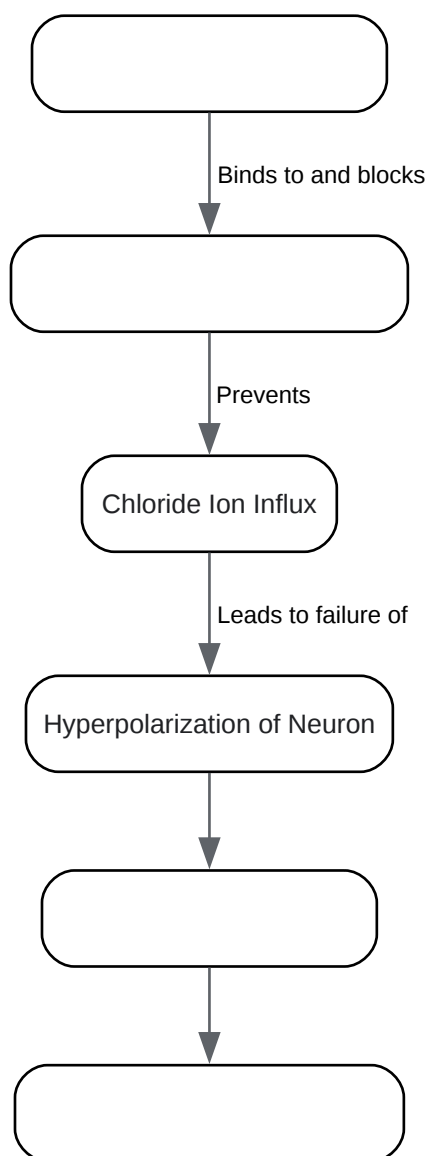 Binds to and blocks
Prevents
Chloride Ion Influx
Leads to failure of
Hyperpolarization of Neuron